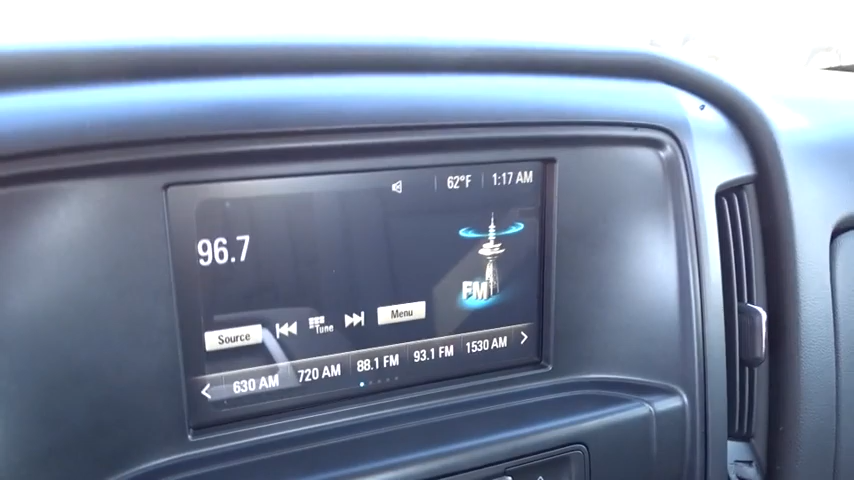 62°F 1:17 AM
96.7
FM
Source Tune Menu
630 AM 720 AM 88.1 FM 93.1 FM 1530 AM